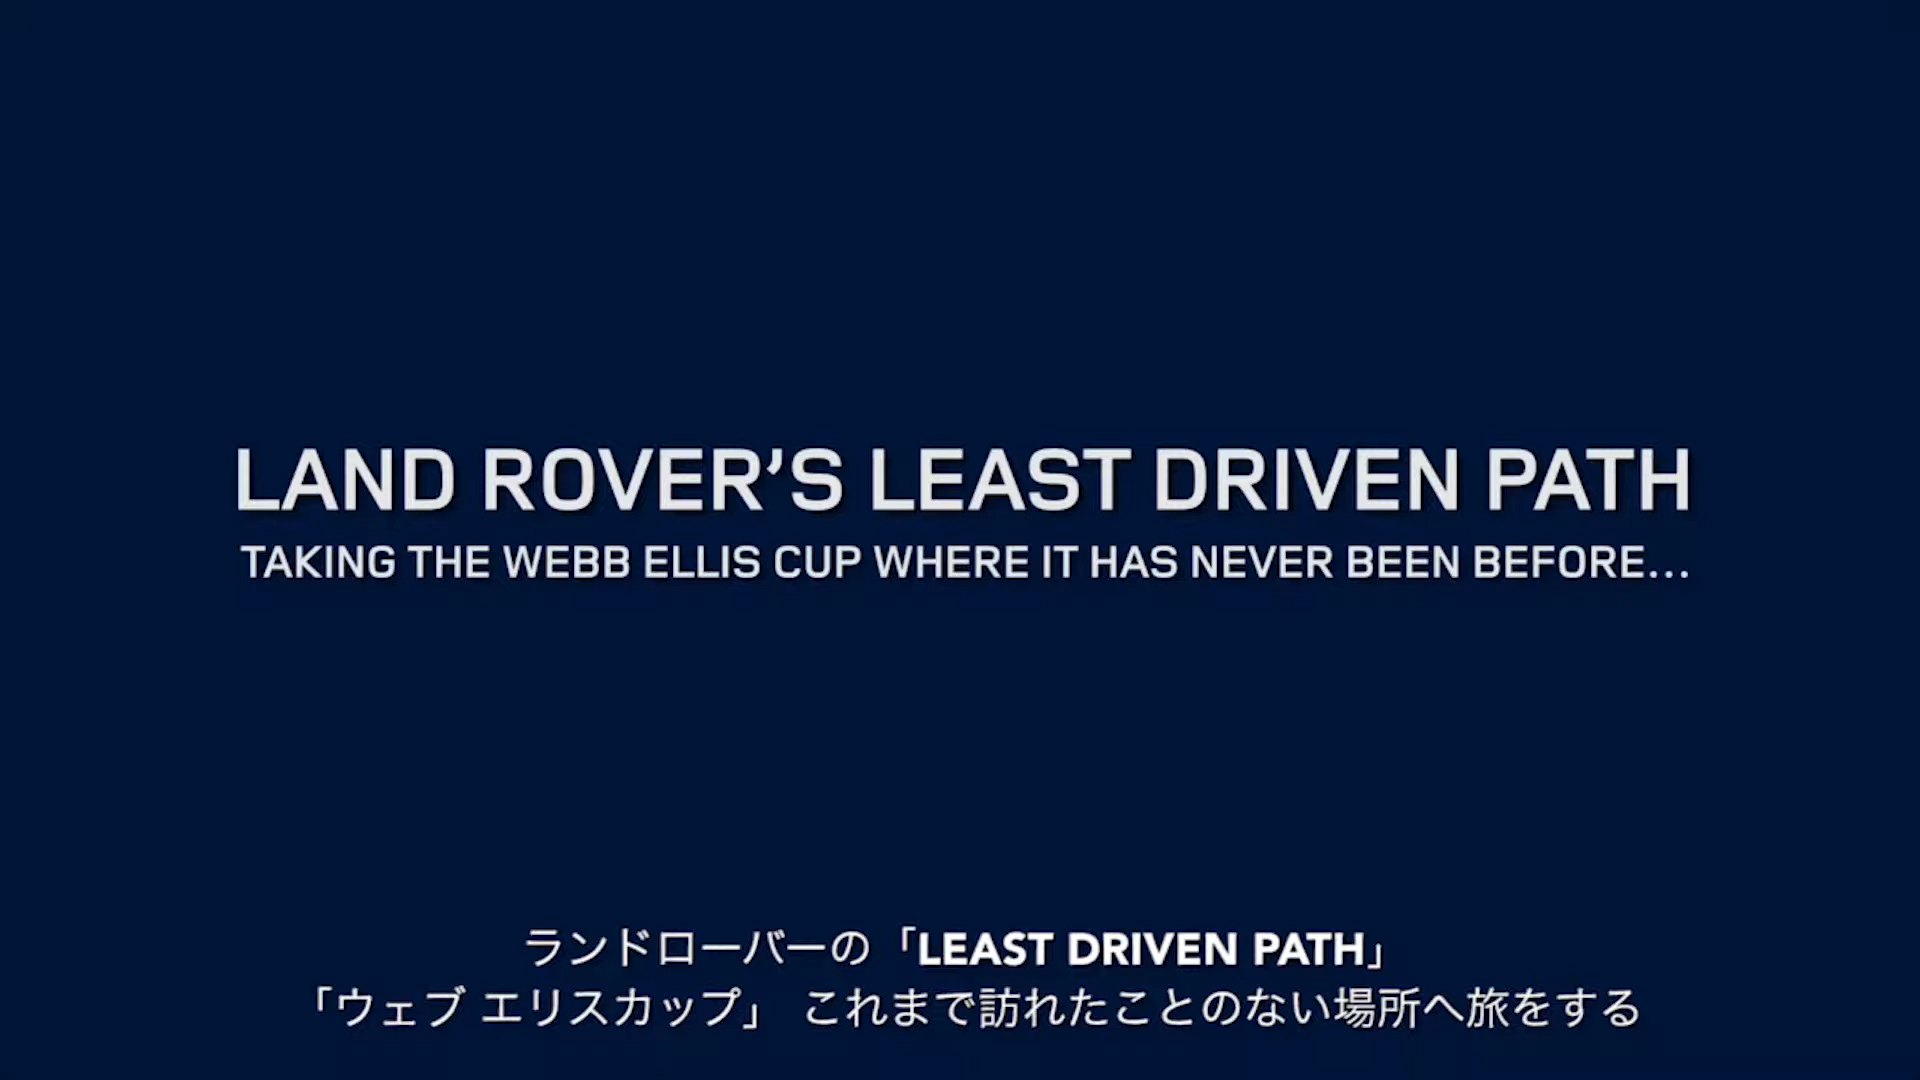 LAND ROVER’S LEAST DRIVEN PATH
TAKING THE WEBB ELLIS CUP WHERE IT HAS NEVER BEEN BEFORE...
ランドローバーの「LEAST DRIVEN PATH」
「ウェブ エリスカップ」 これまで訪れたことのない場所へ旅をする